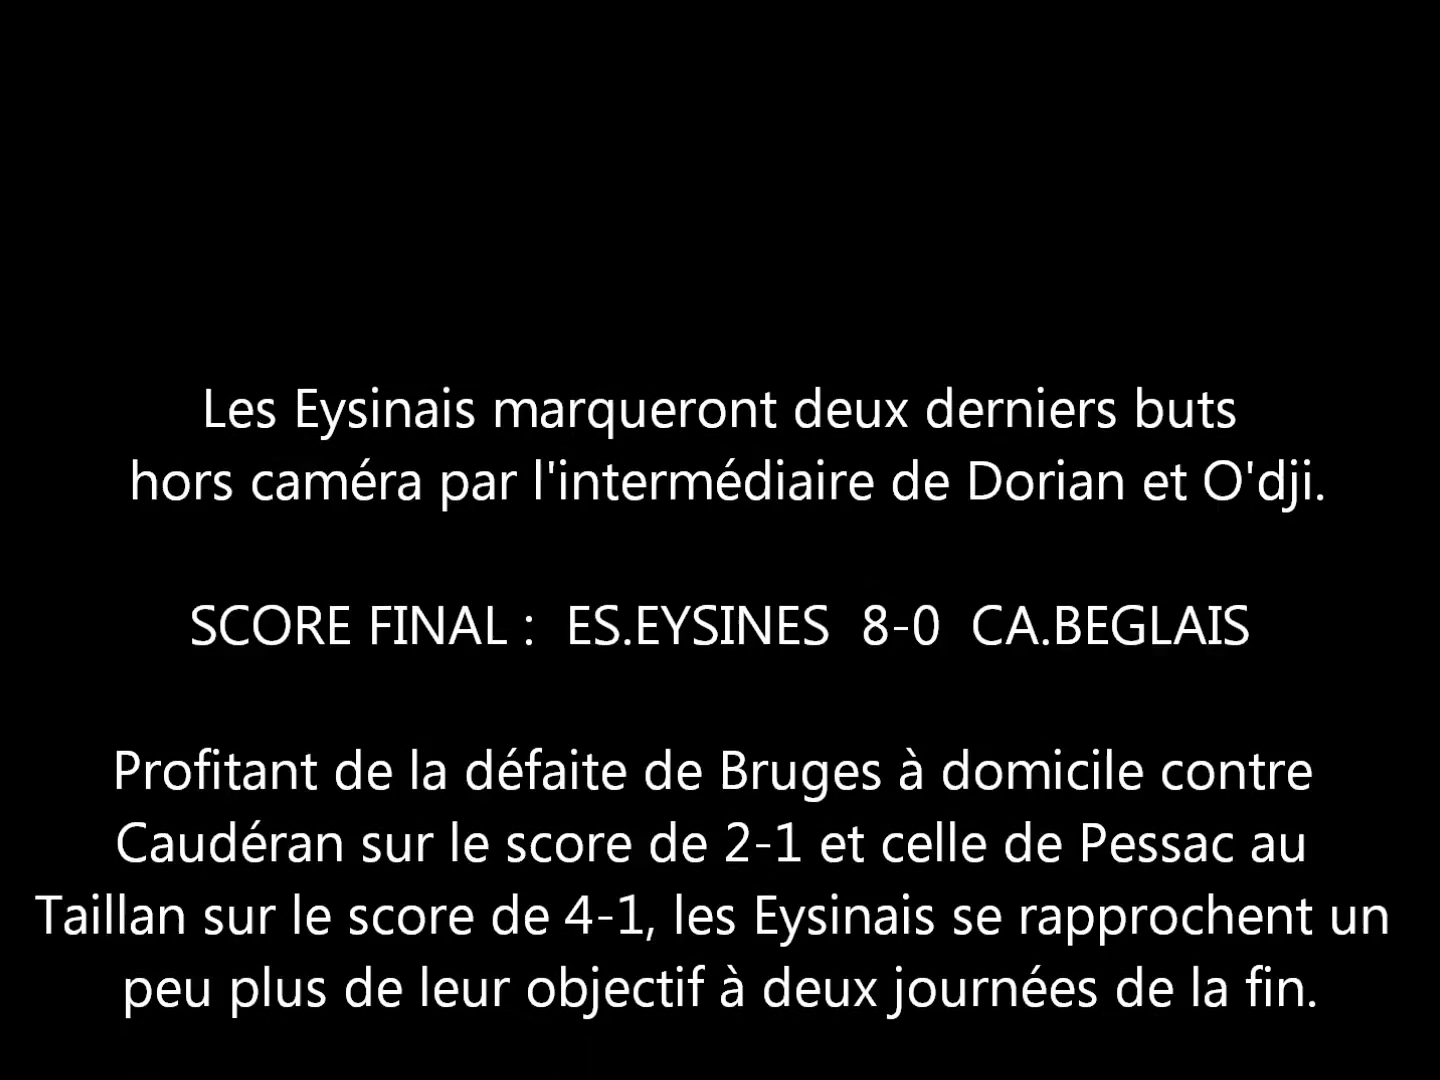 Les Eysinais marqueront deux derniers buts
hors caméra par l'intermédiaire de Dorian et O'dji.
SCORE FINAL :  ES.EYSINES  8-0  CA.BEGLAIS
Profitant de la défaite de Bruges à domicile contre
Caudéran sur le score de 2-1 et celle de Pessac au
Taillan sur le score de 4-1, les Eysinais se rapprochent un
peu plus de leur objectif à deux journées de la fin.